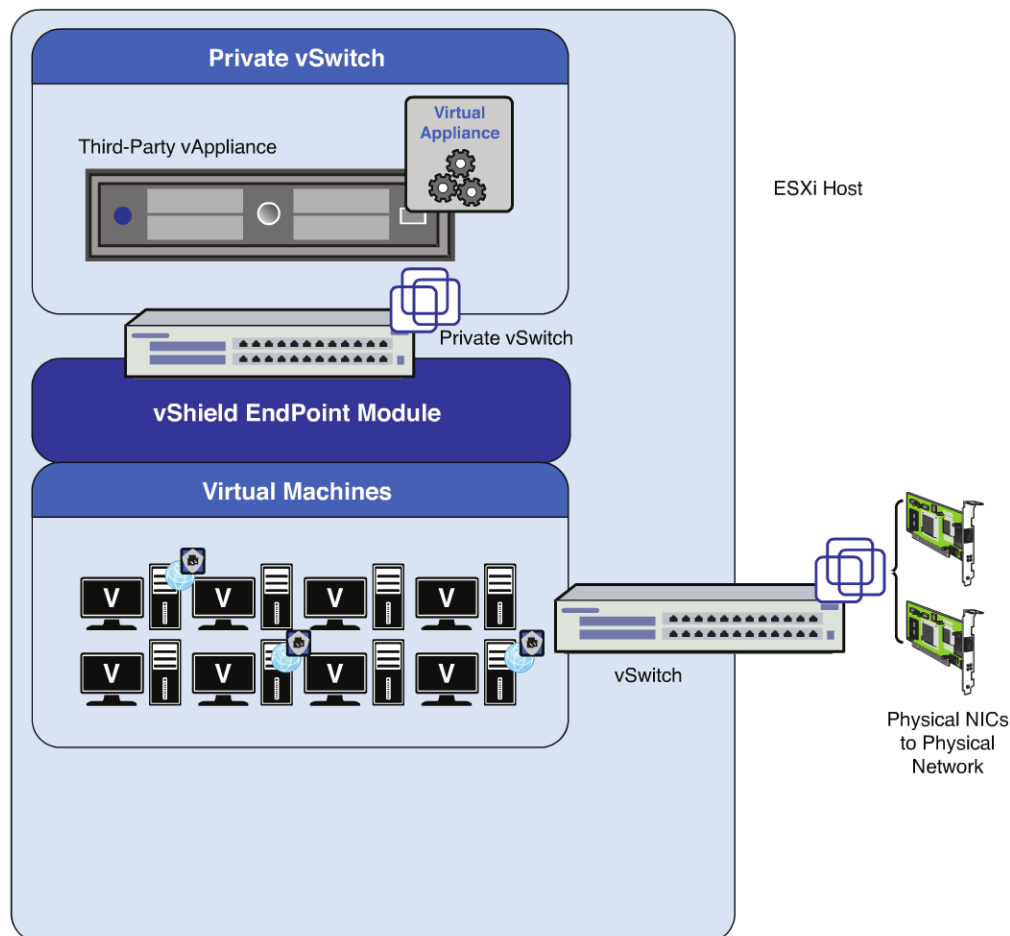 Private vSwitch
Virtual
Appliance
Third-Party vAppliance
ESXi Host
Private vSwitch
vShield EndPoint Module
Virtual Machines
V V V V
V V V V
vSwitch
Physical NICs
to Physical
Network